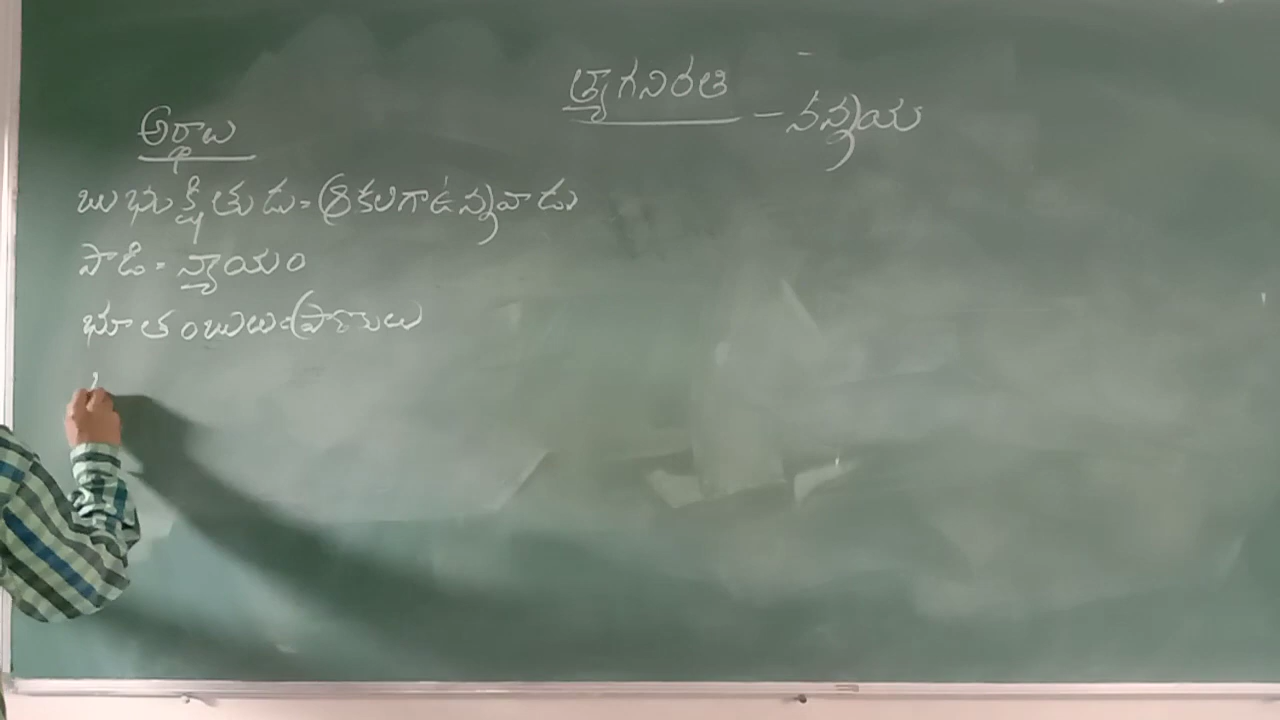 త్యాగనిరతి
- నన్నయ
అర్థాలు
బుభుక్షితుడు = ఆకలిగా ఉన్నవాడు
పాడి = న్యాయం
భూతంబులు = ప్రాణులు